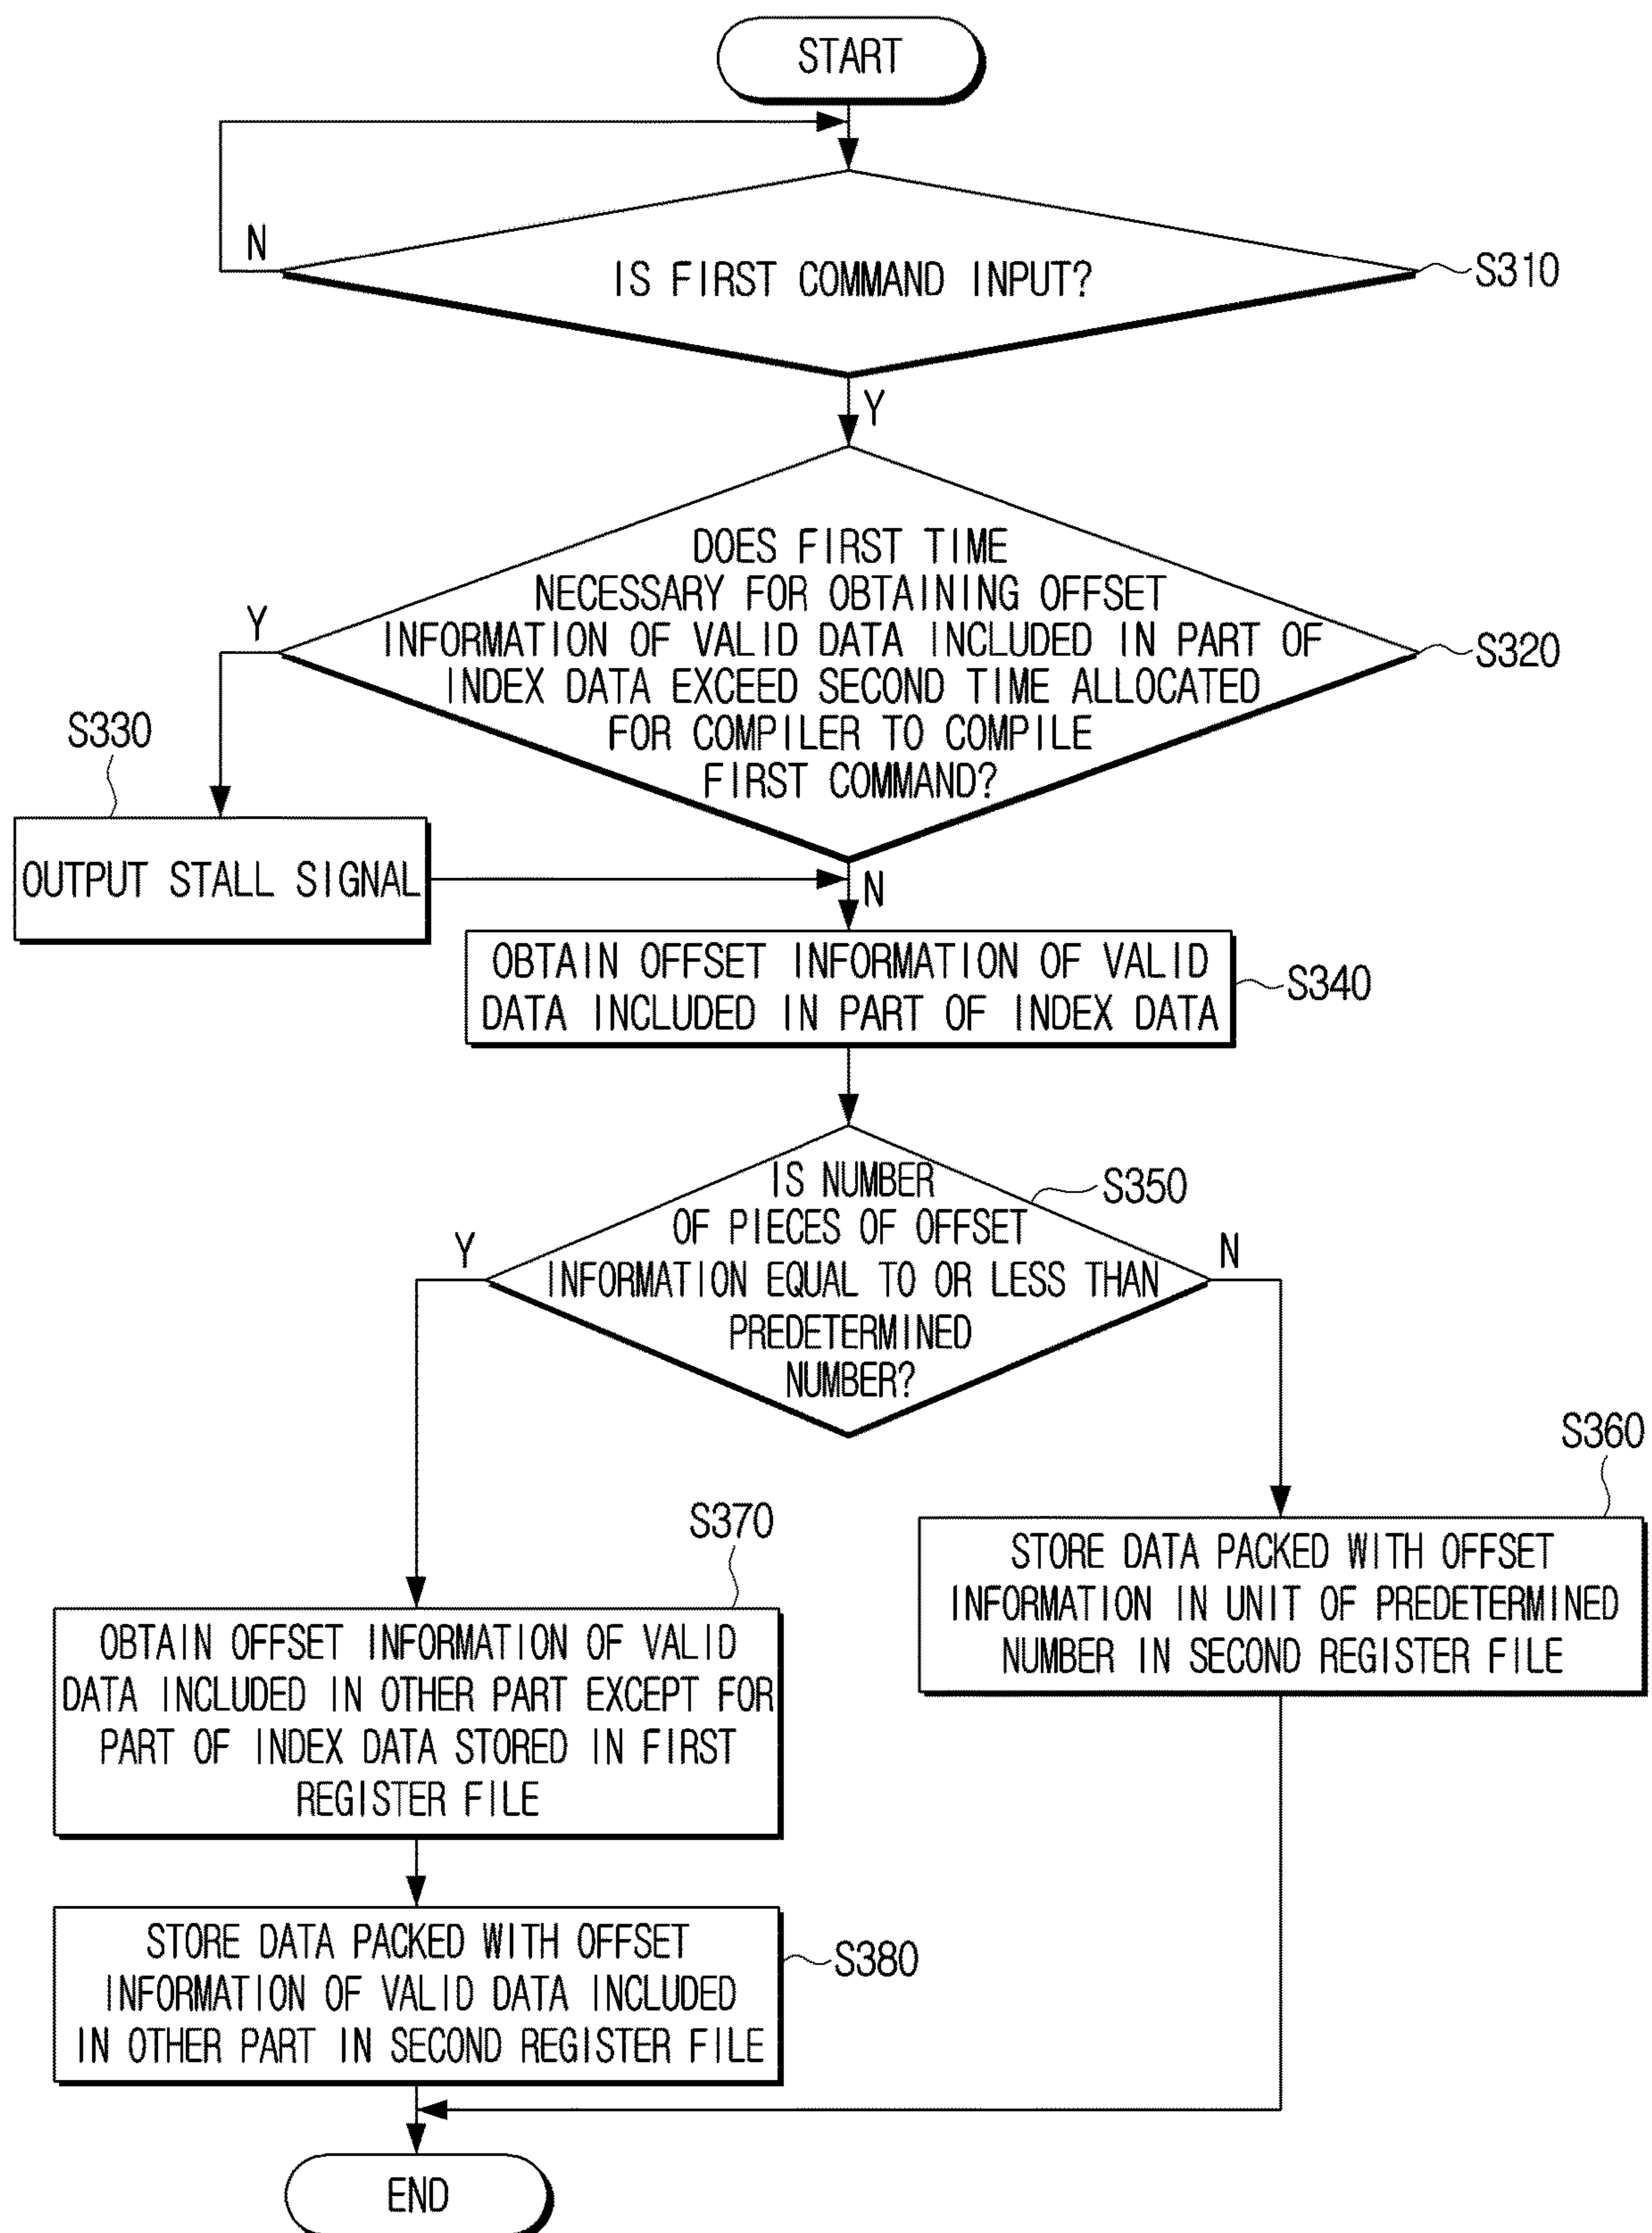 START
N
IS FIRST COMMAND INPUT?
S310
Y
DOES FIRST TIME
NECESSARY FOR OBTAINING OFFSET
INFORMATION OF VALID DATA INCLUDED IN PART OF
INDEX DATA EXCEED SECOND TIME ALLOCATED
FOR COMPILER TO COMPILE
FIRST COMMAND?
Y
S320
S330
OUTPUT STALL SIGNAL
N
OBTAIN OFFSET INFORMATION OF VALID
DATA INCLUDED IN PART OF INDEX DATA
S340
IS NUMBER
OF PIECES OF OFFSET
INFORMATION EQUAL TO OR LESS THAN
PREDETERMINED
NUMBER?
S350
Y
N
S360
STORE DATA PACKED WITH OFFSET
INFORMATION IN UNIT OF PREDETERMINED
NUMBER IN SECOND REGISTER FILE
S370
OBTAIN OFFSET INFORMATION OF VALID
DATA INCLUDED IN OTHER PART EXCEPT FOR
PART OF INDEX DATA STORED IN FIRST
REGISTER FILE
STORE DATA PACKED WITH OFFSET
INFORMATION OF VALID DATA INCLUDED
IN OTHER PART IN SECOND REGISTER FILE
S380
END